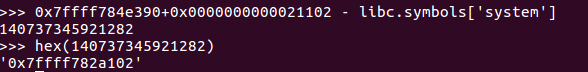 >>> 0x7ffff784e390+0x0000000000021102 - libc.symbols['system']
140737345921282
>>> hex(140737345921282)
'0x7ffff782a102'